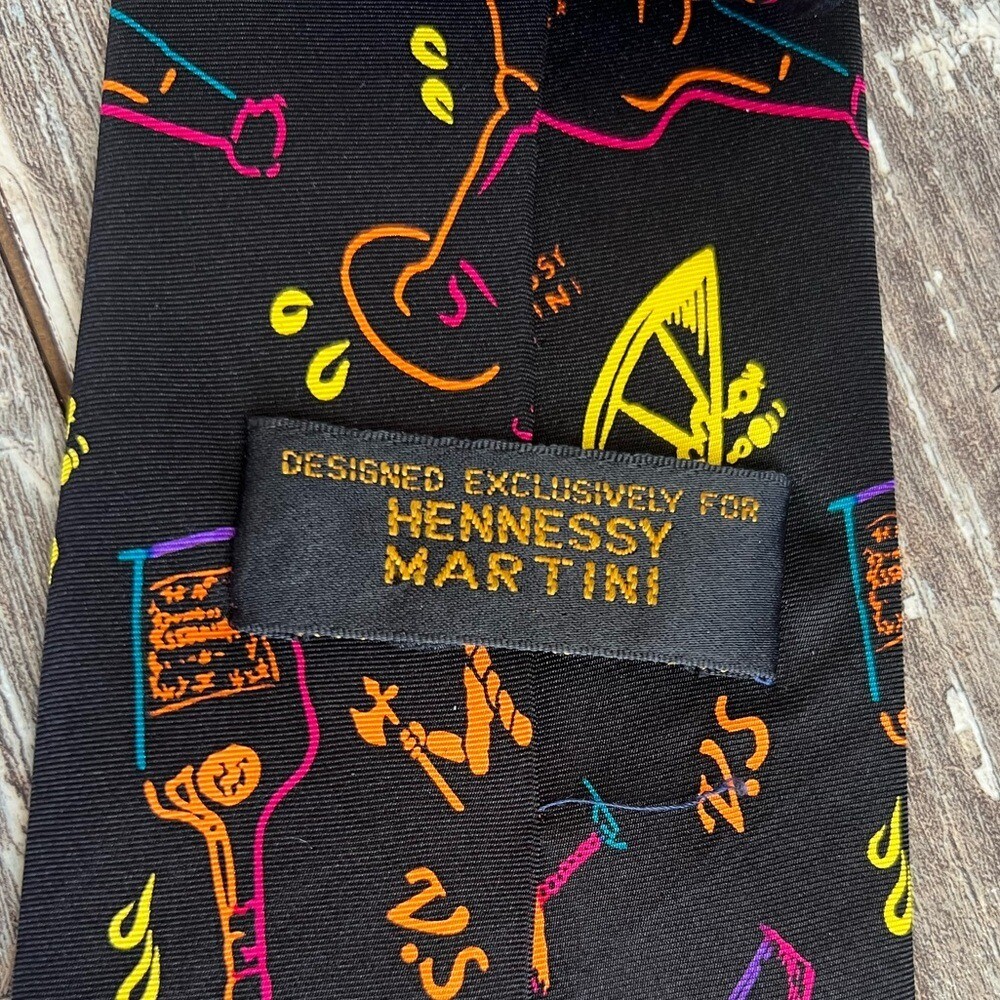 DESIGNED EXCLUSIVELY FOR
HENNESSY
MARTINI
V.S
V.S